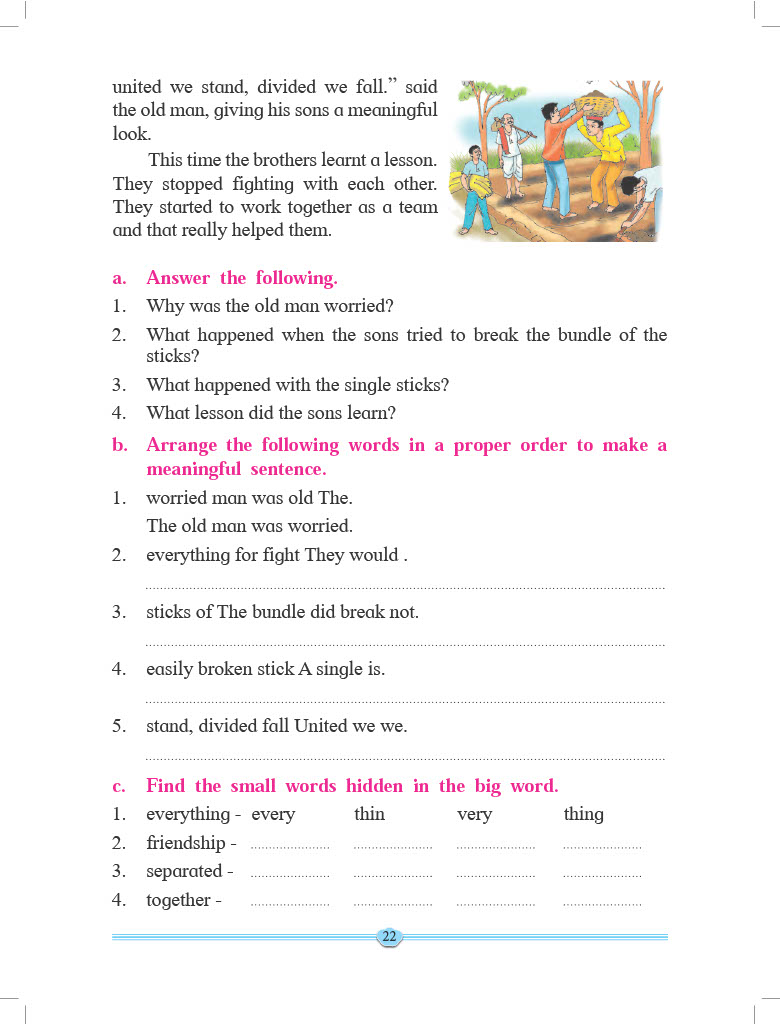 united we stand, divided we fall.” said
the old man, giving his sons a meaningful
look.
This time the brothers learnt a lesson.
They stopped fighting with each other.
They started to work together as a team
and that really helped them.
a. Answer the following.
1. Why was the old man worried?
2. What happened when the sons tried to break the bundle of the
sticks?
3. What happened with the single sticks?
4. What lesson did the sons learn?
b. Arrange the following words in a proper order to make a
meaningful sentence.
1. worried man was old The.
The old man was worried.
2. everything for fight They would .
3. sticks of The bundle did break not.
4. easily broken stick A single is.
5. stand, divided fall United we we.
c. Find the small words hidden in the big word.
1. everything - every thin very thing
2. friendship -
3. separated -
4. together -
22